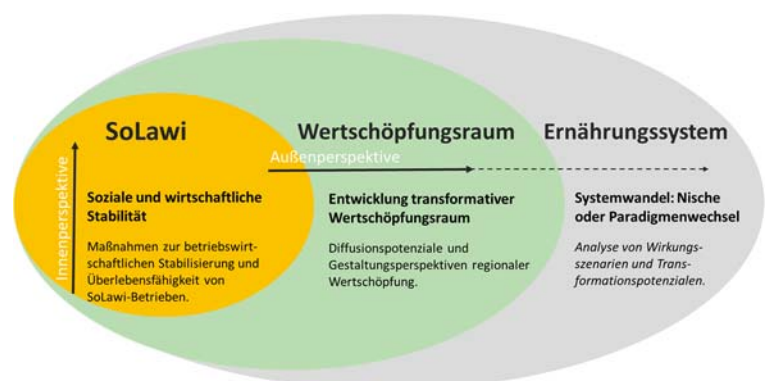 SoLawi
Wertschöpfungsraum
Ernährungssystem
Innenperspektive
Außenperspektive
Soziale und wirtschaftliche
Stabilität
Maßnahmen zur betriebswirt-
schaftlichen Stabilisierung und
Überlebensfähigkeit von
SoLawi-Betrieben.
Entwicklung transformativer
Wertschöpfungsraum
Diffusionspotenziale und
Gestaltungsperspektiven regionaler
Wertschöpfung.
Systemwandel: Nische
oder Paradigmenwechsel
Analyse von Wirkungs-
szenarien und Trans-
formationspotenzialen.